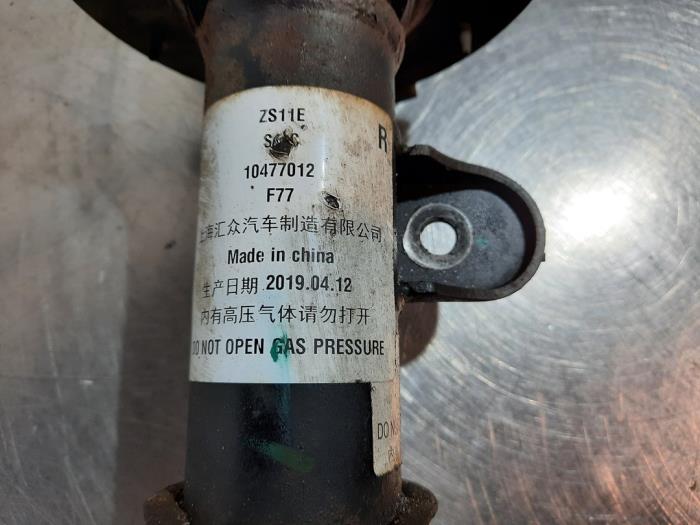 ZS11E
R
10477012
F77
上海汇众汽车制造有限公司
Made in china
生产日期 2019.04.12
内有高压气体请勿打开
DO NOT OPEN GAS PRESSURE
DO